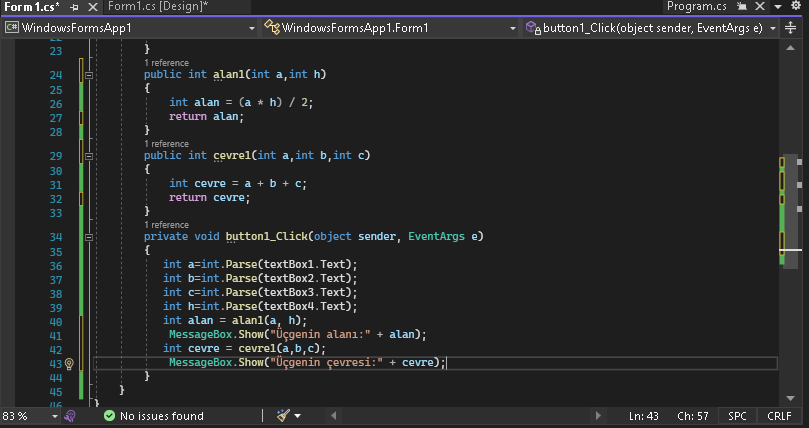 Form1.cs* Form1.cs [Design]* Program.cs
C# WindowsFormsApp1 WindowsFormsApp1.Form1 button1_Click(object sender, EventArgs e)
23 }
1 reference
24 public int alan1(int a,int h)
25 {
26 int alan = (a * h) / 2;
27 return alan;
28 }
1 reference
29 public int cevre1(int a,int b,int c)
30 {
31 int cevre = a + b + c;
32 return cevre;
33 }
1 reference
34 private void button1_Click(object sender, EventArgs e)
35 {
36 int a=int.Parse(textBox1.Text);
37 int b=int.Parse(textBox2.Text);
38 int c=int.Parse(textBox3.Text);
39 int h=int.Parse(textBox4.Text);
40 int alan = alan1(a, h);
41 MessageBox.Show("Üçgenin alanı:" + alan);
42 int cevre = cevre1(a,b,c);
43 MessageBox.Show("Üçgenin çevresi:" + cevre);
44 }
45 }
46 }
83 % No issues found Ln: 43 Ch: 57 SPC CRLF